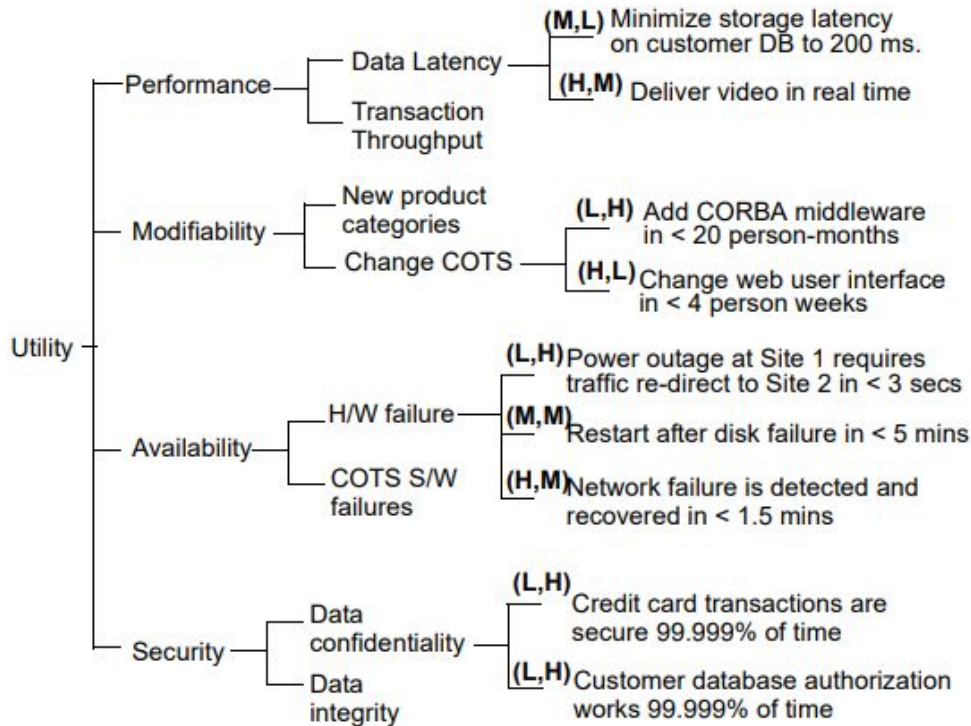 (M,L) Minimize storage latency
on customer DB to 200 ms.
Data Latency
Performance
(H,M) Deliver video in real time
Transaction
Throughput
New product
categories
(L,H) Add CORBA middleware
in < 20 person-months
Modifiability
Change COTS
(H,L) Change web user interface
in < 4 person weeks
Utility
(L,H) Power outage at Site 1 requires
traffic re-direct to Site 2 in < 3 secs
H/W failure
(M,M) Restart after disk failure in < 5 mins
Availability
COTS S/W
failures
(H,M) Network failure is detected and
recovered in < 1.5 mins
(L,H) Credit card transactions are
secure 99.999% of time
Data
confidentiality
Security
Data
integrity
(L,H) Customer database authorization
works 99.999% of time